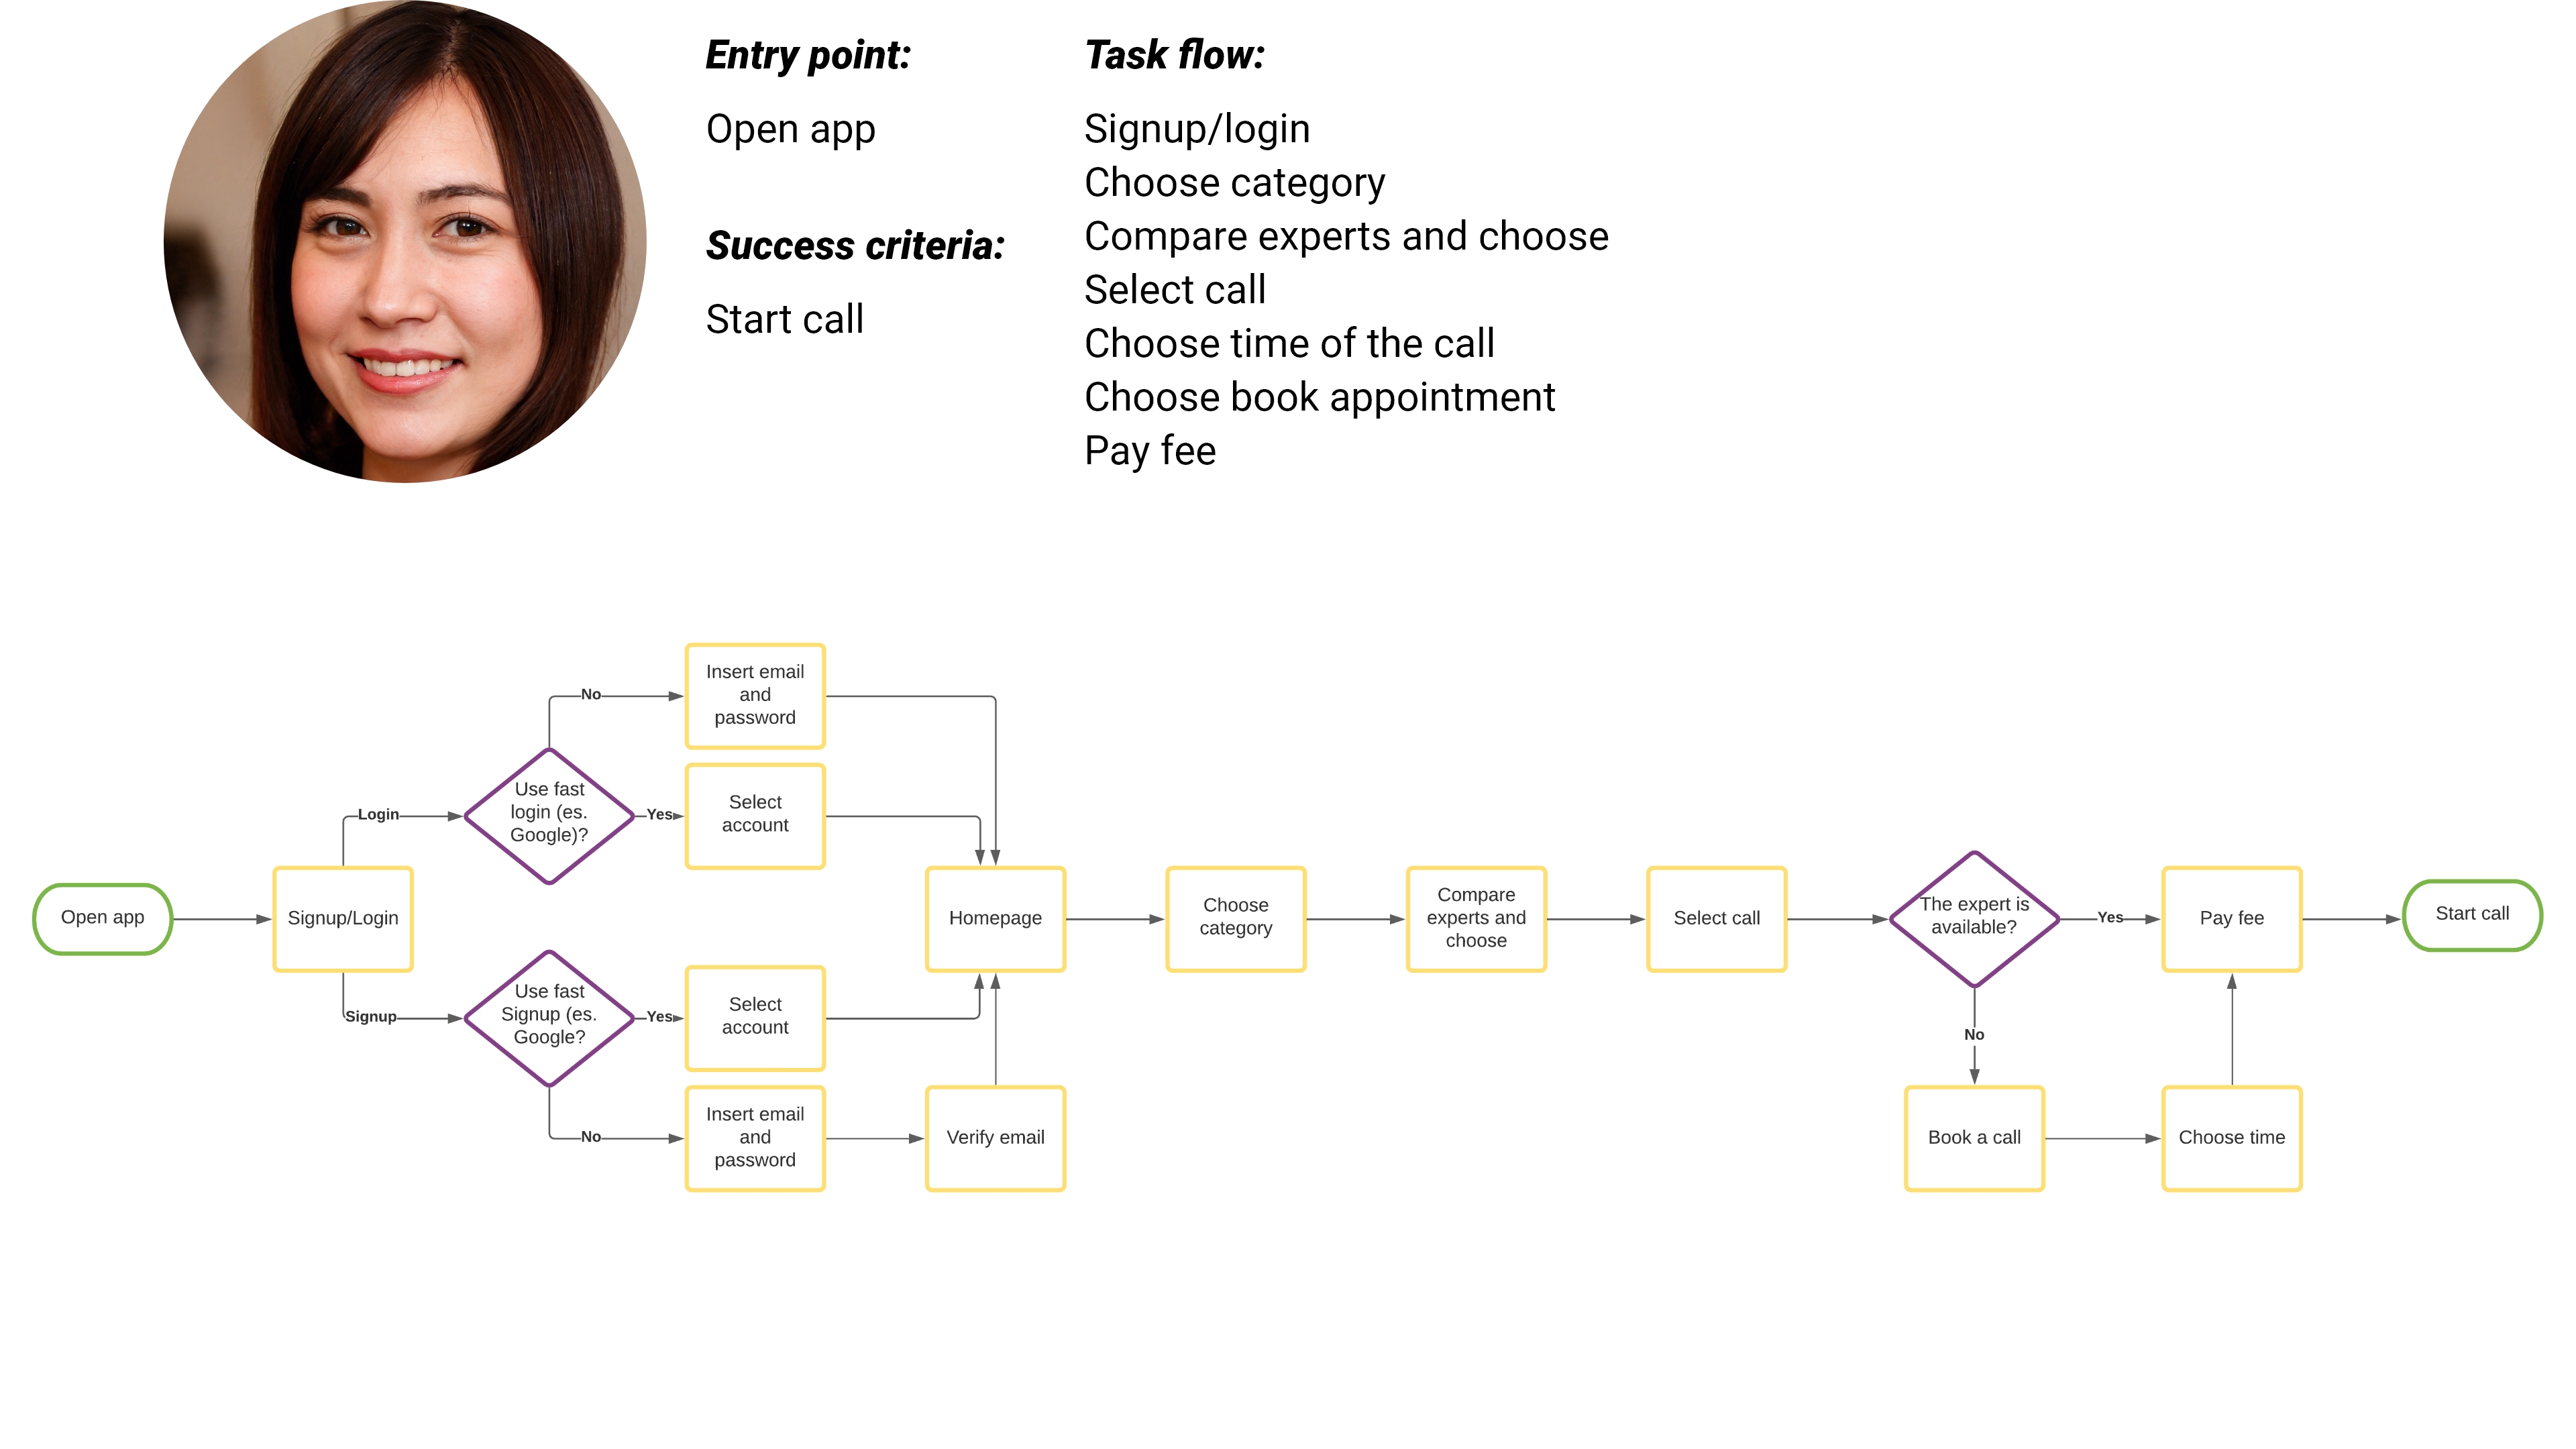 Entry point:
Open app
Success criteria:
Start call
Task flow:
Signup/login
Choose category
Compare experts and choose
Select call
Choose time of the call
Choose book appointment
Pay fee
Open app
Signup/Login
Login
Signup
Use fast
login (es.
Google)?
No
Yes
Insert email
and
password
Select
account
Use fast
Signup (es.
Google?
Yes
No
Select
account
Insert email
and
password
Verify email
Homepage
Choose
category
Compare
experts and
choose
Select call
The expert is
available?
Yes
No
Book a call
Choose time
Pay fee
Start call